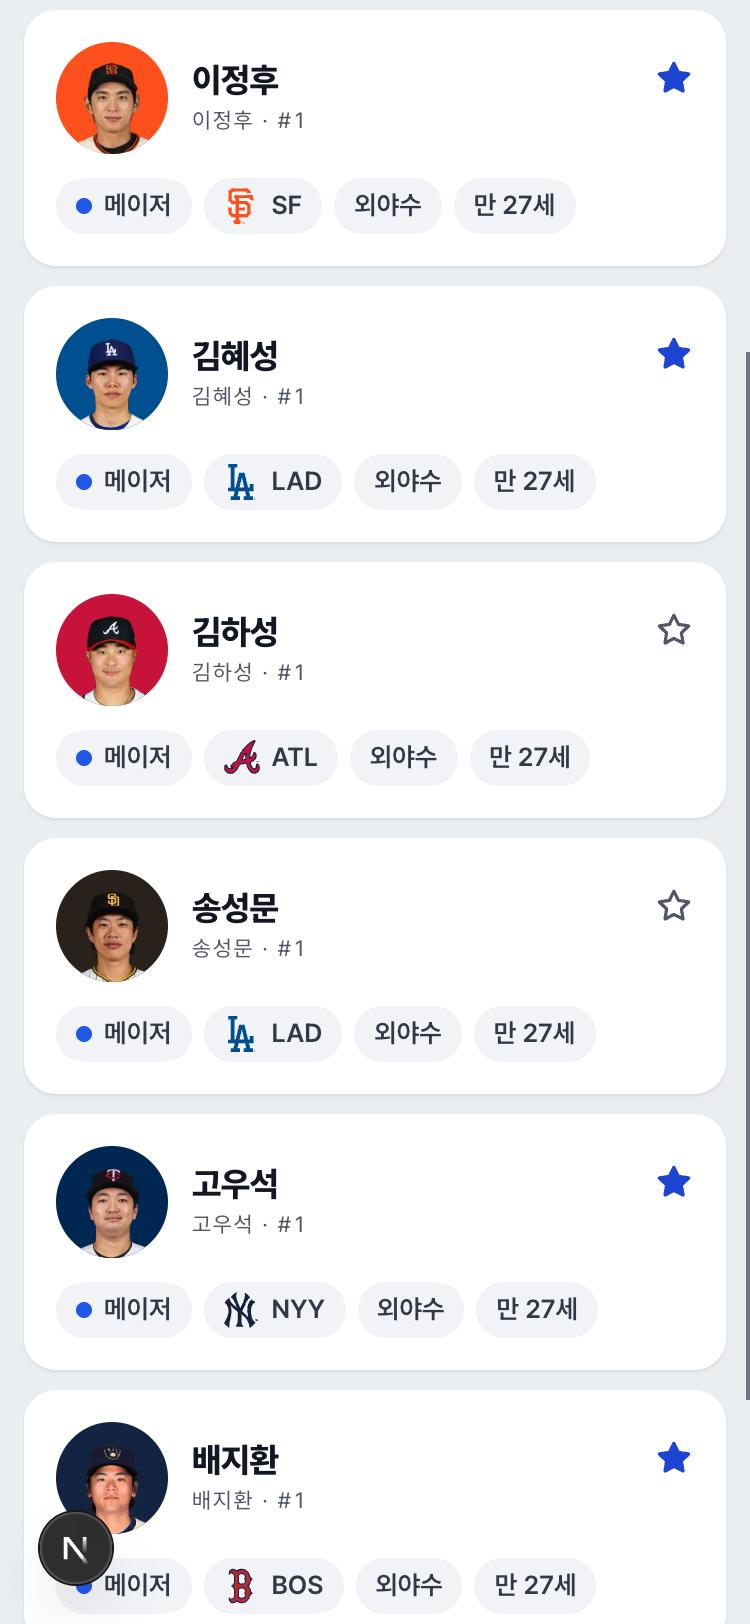 이정후
이정후 · #1
메이저 SF 외야수 만 27세
김혜성
김혜성 · #1
메이저 LA LAD 외야수 만 27세
김하성
김하성 · #1
메이저 A ATL 외야수 만 27세
송성문
송성문 · #1
메이저 LA LAD 외야수 만 27세
고우석
고우석 · #1
메이저 NY NYY 외야수 만 27세
배지환
배지환 · #1
N
메이저 B BOS 외야수 만 27세